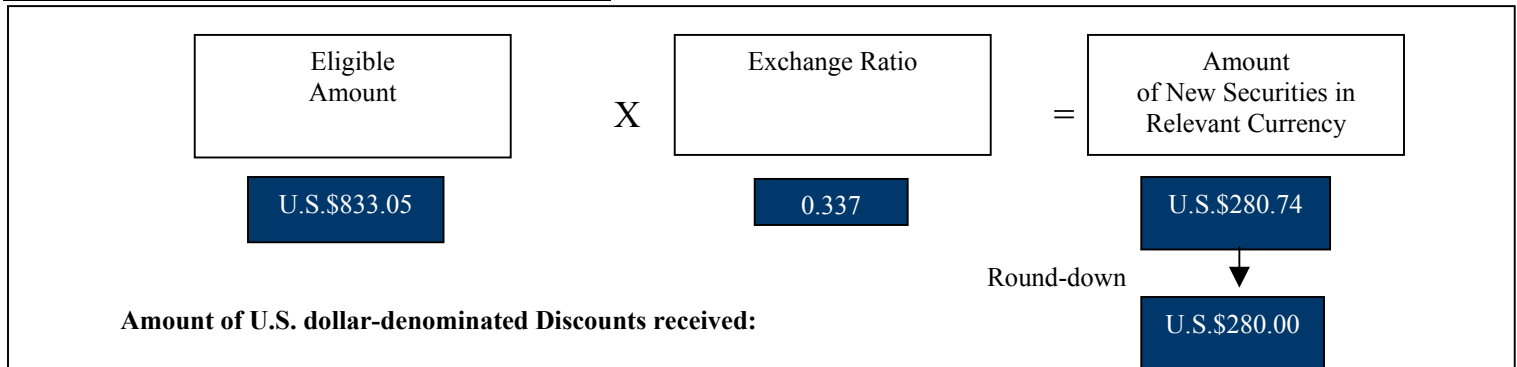 Eligible
Amount
X
Exchange Ratio
=
Amount
of New Securities in
Relevant Currency
U.S.$833.05
0.337
U.S.$280.74
Round-down
Amount of U.S. dollar-denominated Discounts received:
U.S.$280.00